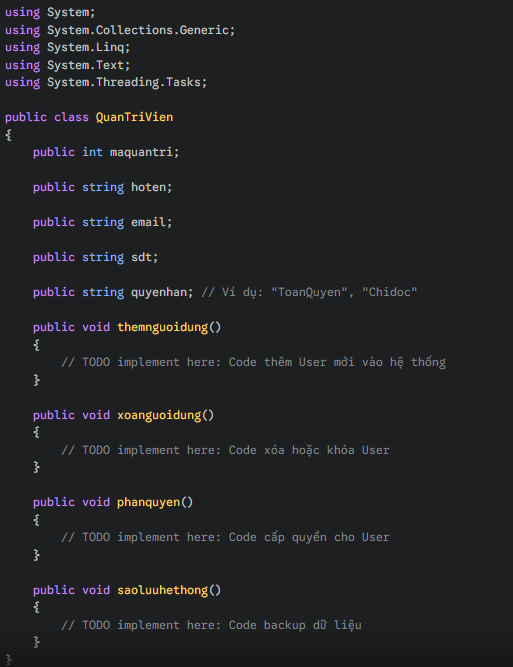 using System;
using System.Collections.Generic;
using System.Linq;
using System.Text;
using System.Threading.Tasks;

public class QuanTriVien
{
    public int maquantri;

    public string hoten;

    public string email;

    public string sdt;

    public string quyenhan; // Ví dụ: "ToanQuyen", "Chidoc"

    public void themnguoidung()
    {
        // TODO implement here: Code thêm User mới vào hệ thống
    }

    public void xoanguoidung()
    {
        // TODO implement here: Code xóa hoặc khóa User
    }

    public void phanquyen()
    {
        // TODO implement here: Code cấp quyền cho User
    }

    public void saoluuhethong()
    {
        // TODO implement here: Code backup dữ liệu
    }
}